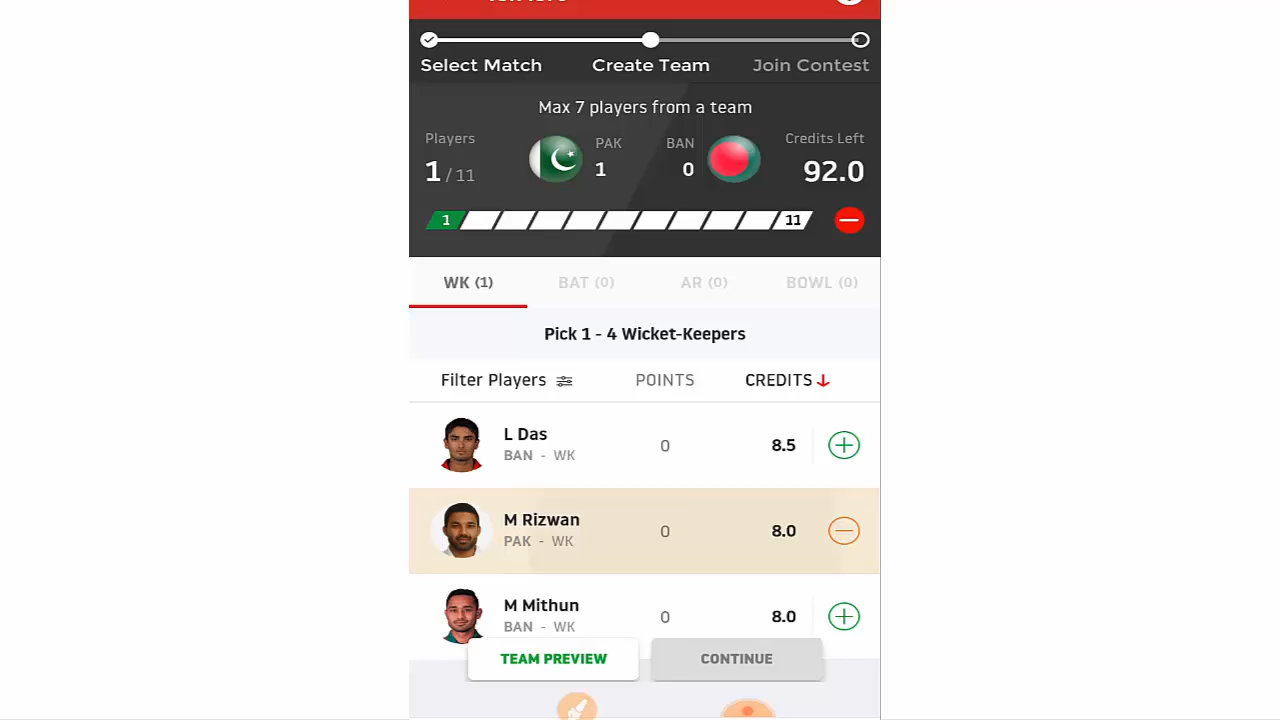 Select Match Create Team Join Contest
Max 7 players from a team
Players PAK BAN Credits Left
1 / 11 1 0 92.0
1 11
WK (1) BAT (0) AR (0) BOWL (0)
Pick 1 - 4 Wicket-Keepers
Filter Players POINTS CREDITS
L Das
BAN - WK 0 8.5
M Rizwan
PAK - WK 0 8.0
M Mithun
BAN - WK 0 8.0
TEAM PREVIEW CONTINUE